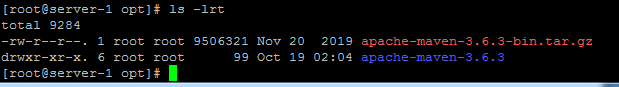 [root@server-1 opt]# ls -lrt
total 9284
-rw-r--r--. 1 root root 9506321 Nov 20  2019 apache-maven-3.6.3-bin.tar.gz
drwxr-xr-x. 6 root root      99 Oct 19 02:04 apache-maven-3.6.3
[root@server-1 opt]#